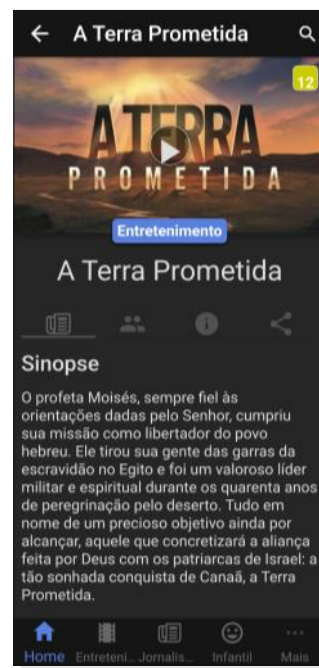 A Terra Prometida
12
A TERRA
PROMETIDA
Entretenimento
A Terra Prometida
Sinopse
O profeta Moisés, sempre fiel às
orientações dadas pelo Senhor, cumpriu
sua missão como libertador do povo
hebreu. Ele tirou sua gente das garras da
escravidão no Egito e foi um valoroso líder
militar e espiritual durante os quarenta anos
de peregrinação pelo deserto. Tudo em
nome de um precioso objetivo ainda por
alcançar, aquele que concretizará a aliança
feita por Deus com os patriarcas de Israel: a
tão sonhada conquista de Canaã, a Terra
Prometida.
Home Entreteni... Jornalis... Infantil Mais